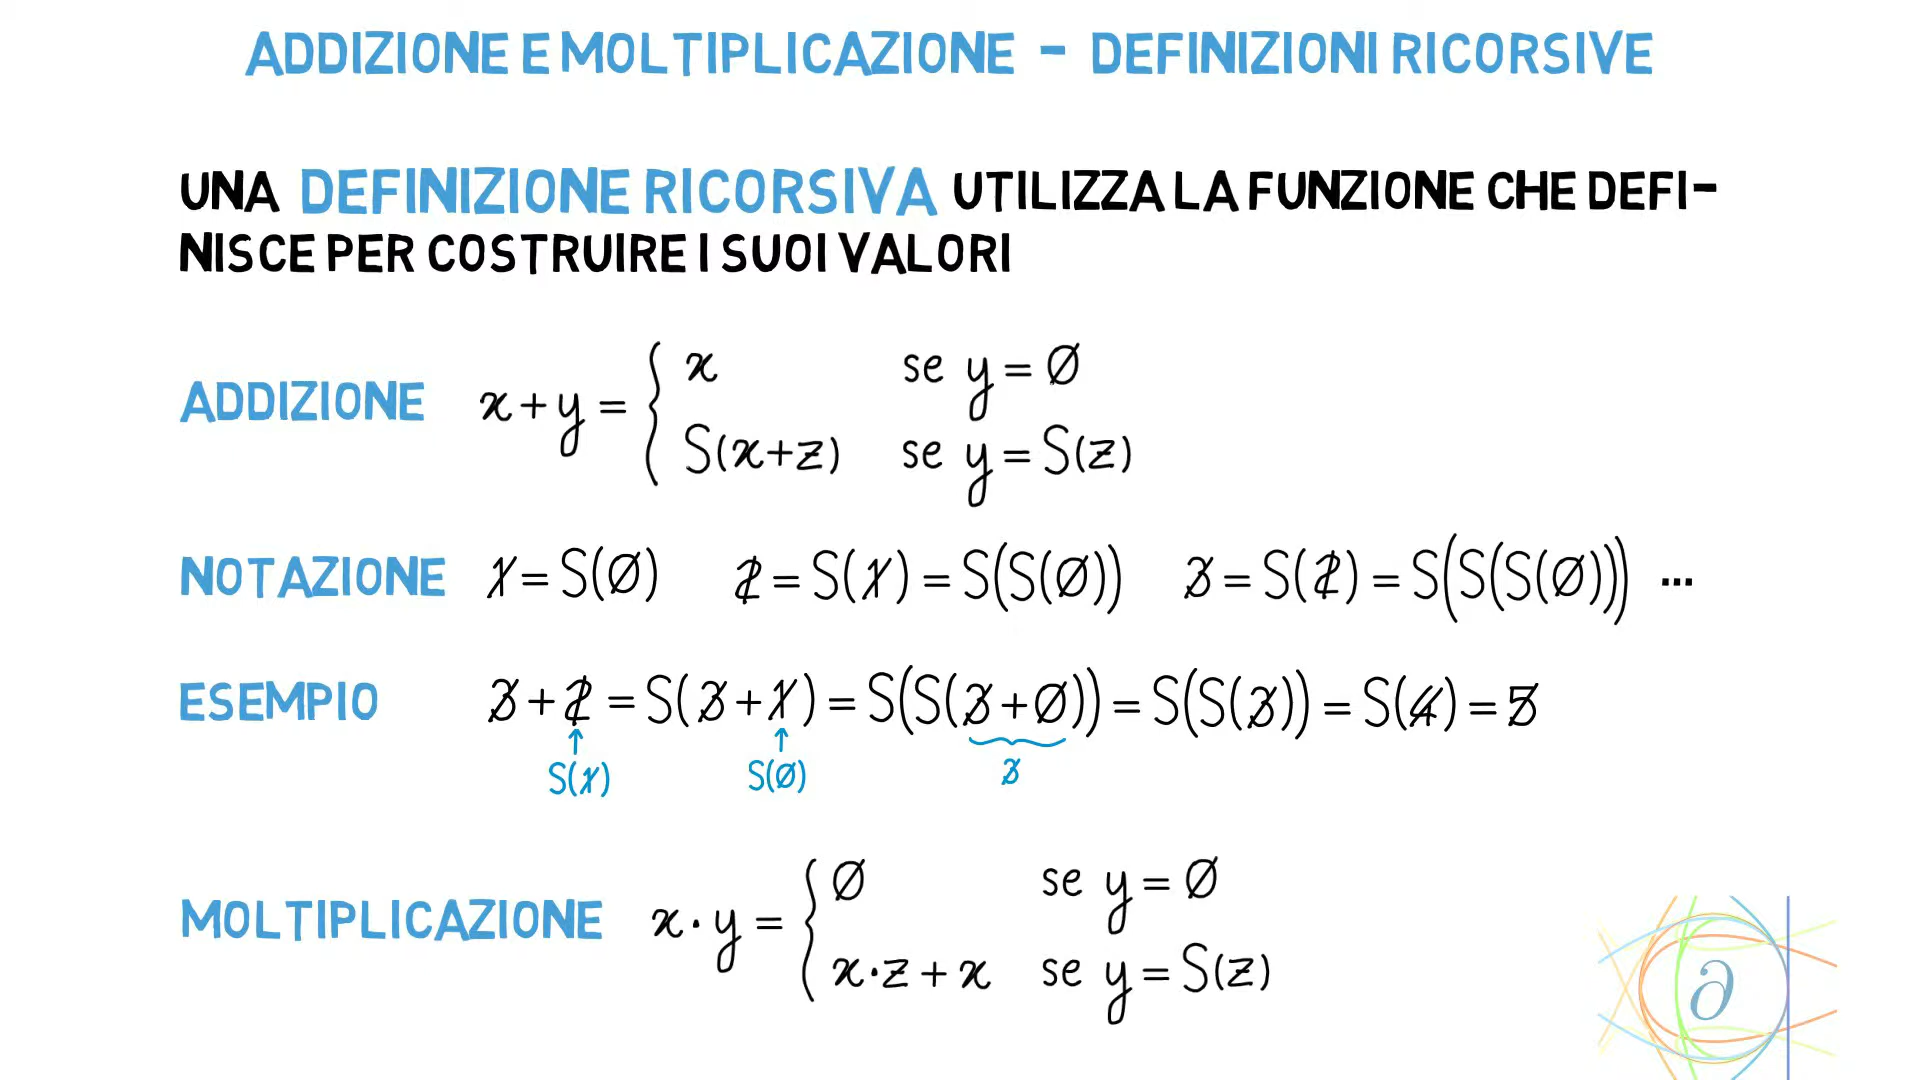 ADDIZIONE E MOLTIPLICAZIONE - DEFINIZIONI RICORSIVE
UNA DEFINIZIONE RICORSIVA UTILIZZA LA FUNZIONE CHE DEFI-
NISCE PER COSTRUIRE I SUOI VALORI
ADDIZIONE x+y = { x se y = 0̸
S(x+z) se y = S(z)
NOTAZIONE 1̸ = S(0̸) 2̸ = S(1̸) = S(S(0̸)) 3̸ = S(2̸) = S(S(S(0̸))) ...
ESEMPIO 3̸+2̸ = S(3̸+1̸) = S(S(3̸+0̸)) = S(S(3̸)) = S(4̸) = 5̸
S(1̸) S(0̸) 3̸
MOLTIPLICAZIONE x·y = { 0̸ se y = 0̸
x·z + x se y = S(z)
∂